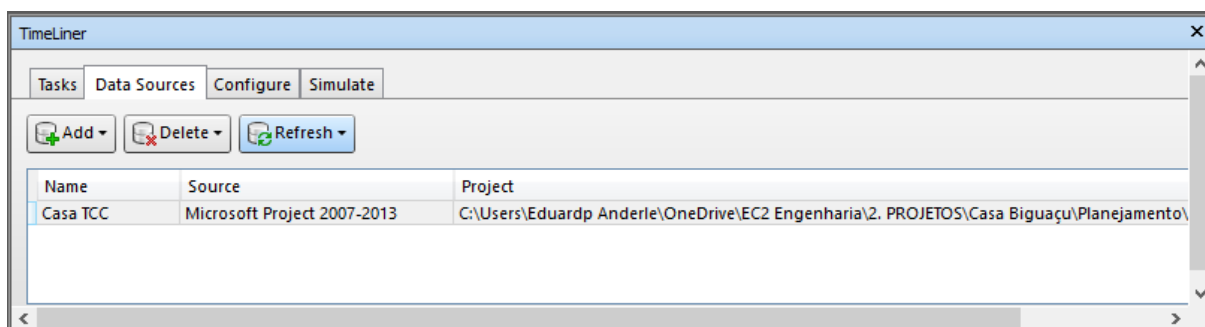 TimeLiner
Tasks Data Sources Configure Simulate
Add Delete Refresh
Name Source Project
Casa TCC Microsoft Project 2007-2013 C:\Users\Eduardp Anderle\OneDrive\EC2 Engenharia\2. PROJETOS\Casa Biguaçu\Planejamento\